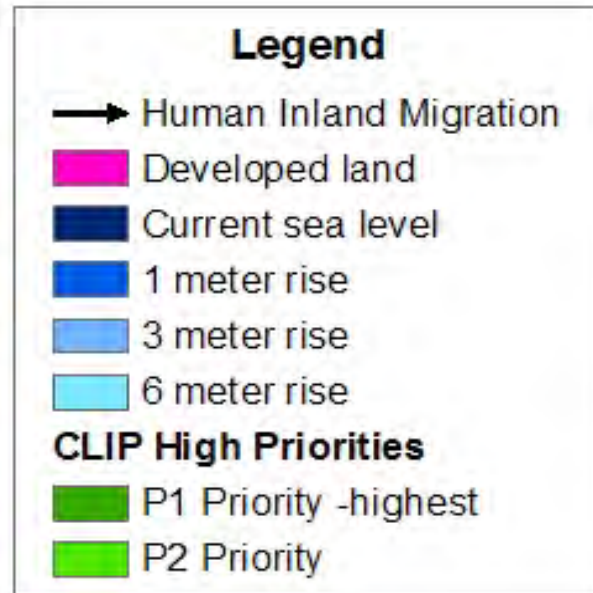 Legend
Human Inland Migration
Developed land
Current sea level
1 meter rise
3 meter rise
6 meter rise
CLIP High Priorities
P1 Priority -highest
P2 Priority